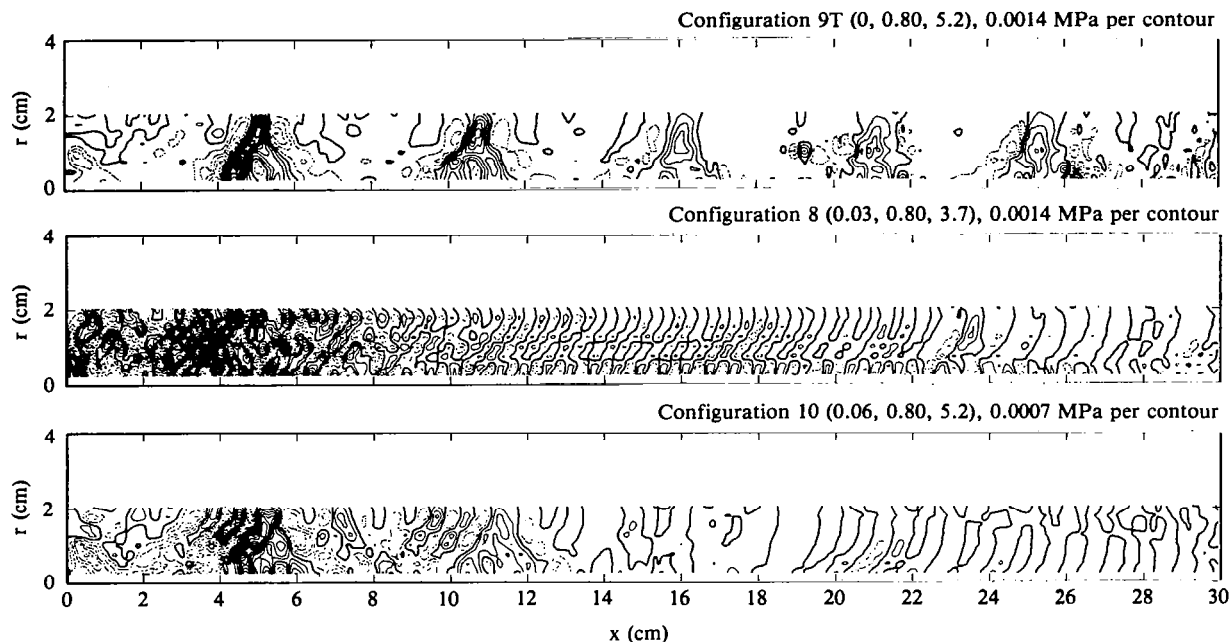 Configuration 9T (0, 0.80, 5.2), 0.0014 MPa per contour
4
2
0
r (cm)
Configuration 8 (0.03, 0.80, 3.7), 0.0014 MPa per contour
4
2
0
r (cm)
Configuration 10 (0.06, 0.80, 5.2), 0.0007 MPa per contour
4
2
0
r (cm)
0 2 4 6 8 10 12 14 16 18 20 22 24 26 28 30
x (cm)